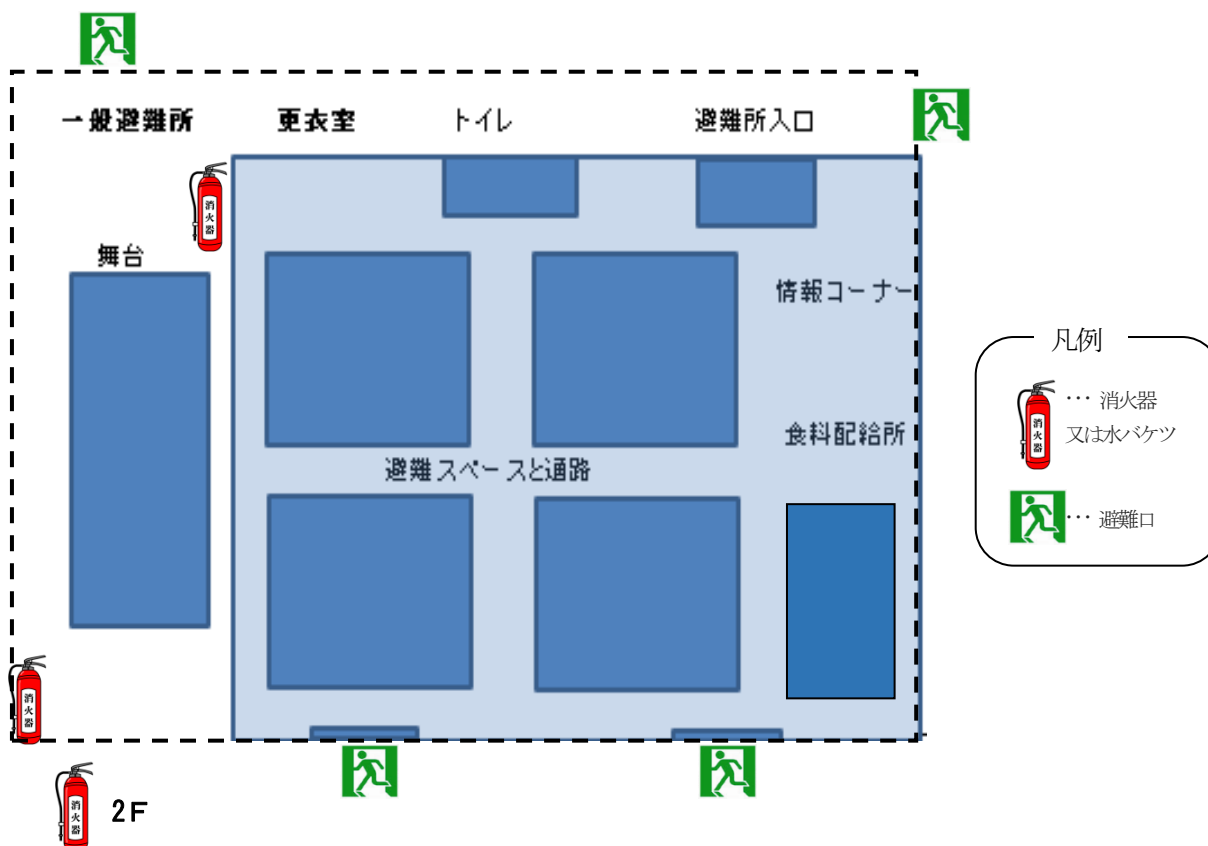 一般避難所
更衣室
トイレ
避難所入口
消火器
舞台
情報コーナー
凡例
消火器
… 消火器
又は水バケツ
食料配給所
避難スペースと通路
… 避難口
消火器
消火器
2F